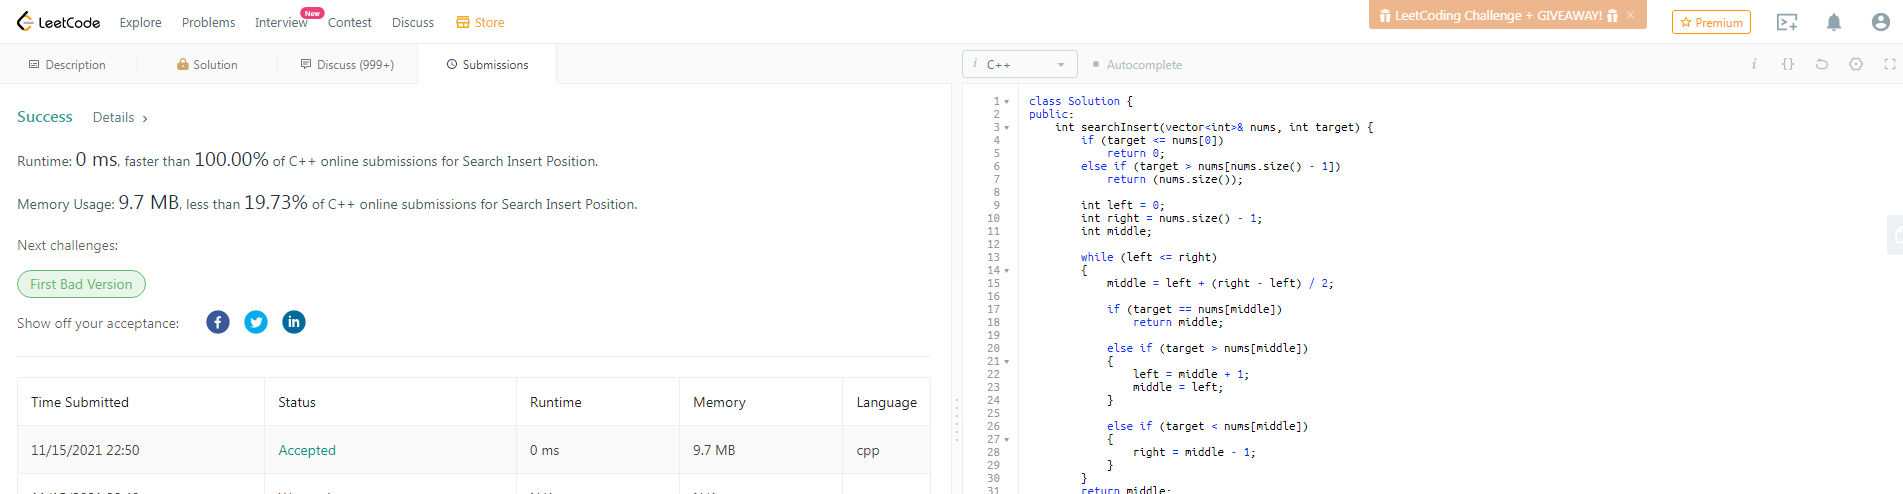 LeetCode Explore Problems Interview New Contest Discuss Store LeetCoding Challenge + GIVEAWAY! × Premium
Description Solution Discuss (999+) Submissions
i C++ Autocomplete i {}
Success Details >
Runtime: 0 ms, faster than 100.00% of C++ online submissions for Search Insert Position.
Memory Usage: 9.7 MB, less than 19.73% of C++ online submissions for Search Insert Position.
Next challenges:
First Bad Version
Show off your acceptance:
Time Submitted Status Runtime Memory Language
11/15/2021 22:50 Accepted 0 ms 9.7 MB cpp
1 class Solution {
2 public:
3 int searchInsert(vector<int>& nums, int target) {
4 if (target <= nums[0])
5 return 0;
6 else if (target > nums[nums.size() - 1])
7 return (nums.size());
8
9 int left = 0;
10 int right = nums.size() - 1;
11 int middle;
12
13 while (left <= right)
14 {
15 middle = left + (right - left) / 2;
16
17 if (target == nums[middle])
18 return middle;
19
20 else if (target > nums[middle])
21 {
22 left = middle + 1;
23 middle = left;
24 }
25
26 else if (target < nums[middle])
27 {
28 right = middle - 1;
29 }
30 }
31 return middle;